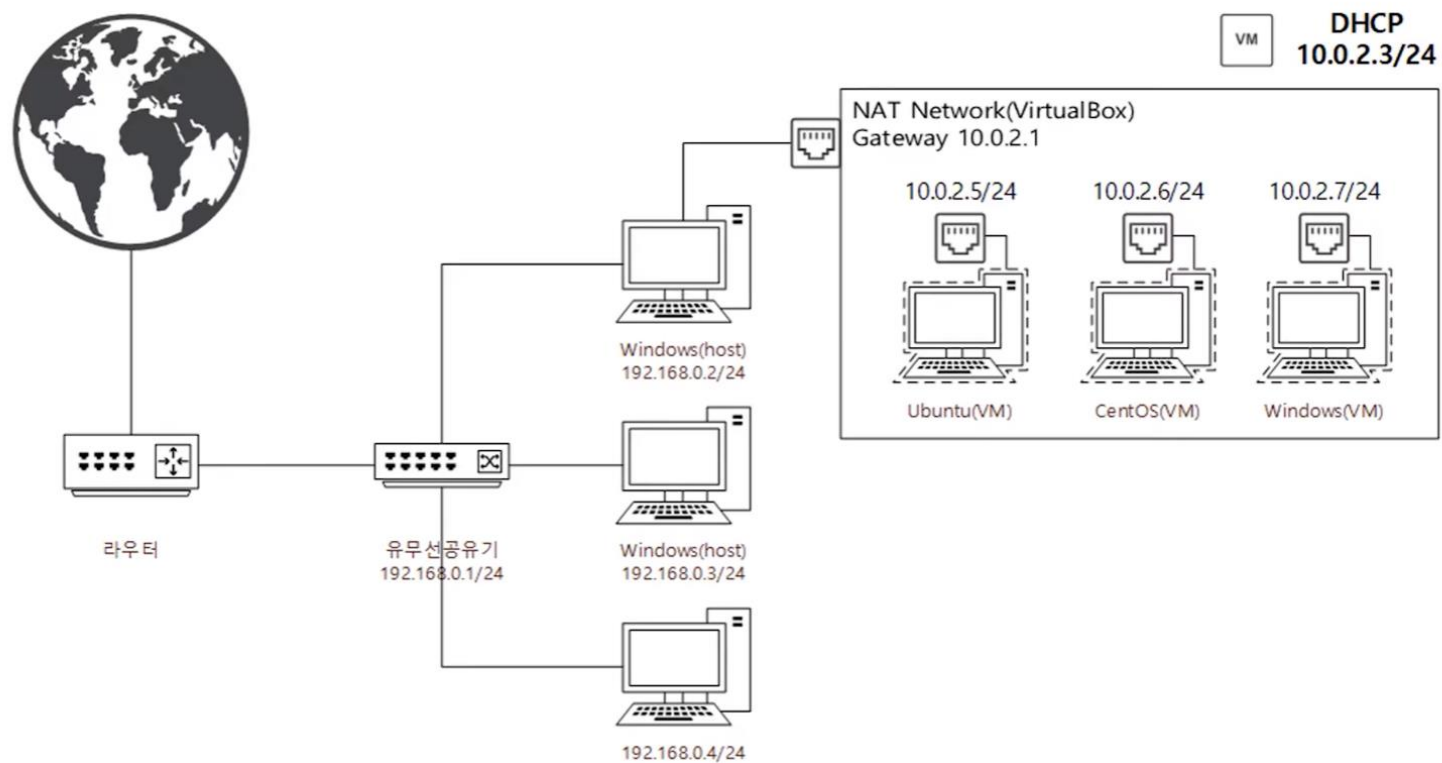 VM
DHCP
10.0.2.3/24
NAT Network(VirtualBox)
Gateway 10.0.2.1
10.0.2.5/24
10.0.2.6/24
10.0.2.7/24
Ubuntu(VM)
CentOS(VM)
Windows(VM)
Windows(host)
192.168.0.2/24
라우터
유무선공유기
192.168.0.1/24
Windows(host)
192.168.0.3/24
192.168.0.4/24